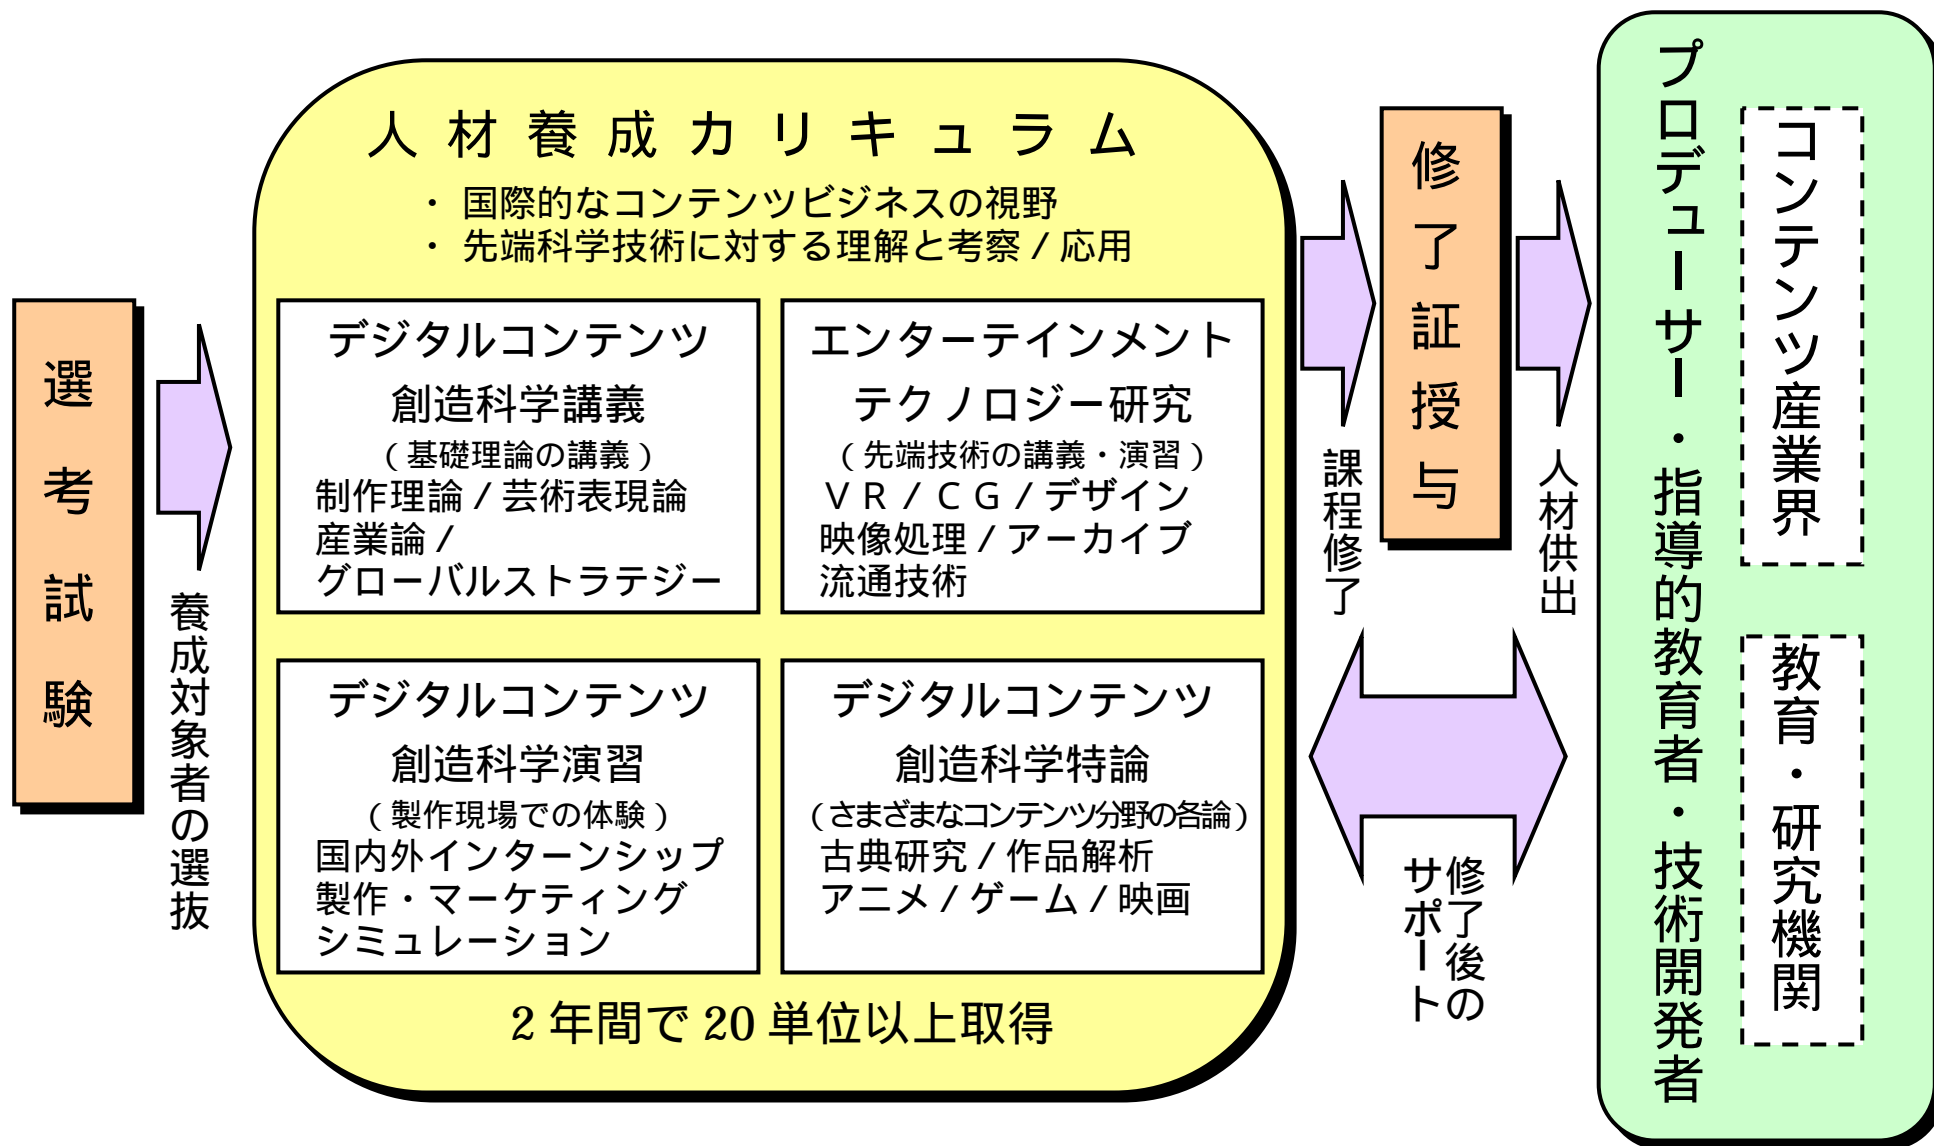 選考試験
養成対象者の選抜
人材養成カリキュラム
・ 国際的なコンテンツビジネスの視野
・ 先端科学技術に対する理解と考察 / 応用
デジタルコンテンツ
創造科学講義
（基礎理論の講義）
制作理論 / 芸術表現論
産業論 /
グローバルストラテジー
エンターテインメント
テクノロジー研究
（先端技術の講義・演習）
ＶＲ / ＣＧ / デザイン
映像処理 / アーカイブ
流通技術
デジタルコンテンツ
創造科学演習
（製作現場での体験）
国内外インターンシップ
製作・マーケティング
シミュレーション
デジタルコンテンツ
創造科学特論
（さまざまなコンテンツ分野の各論）
古典研究 / 作品解析
アニメ / ゲーム / 映画
2 年間で 20 単位以上取得
課程修了
修了証授与
人材供出
修了後の
サポート
プロデューサー・指導的教育者・技術開発者
コンテンツ産業界
教育・研究機関